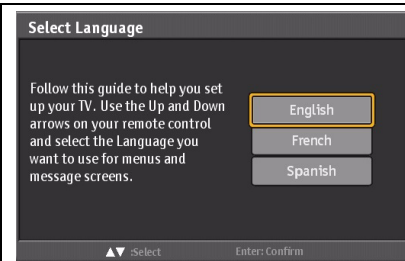 Select Language
Follow this guide to help you set
up your TV. Use the Up and Down
arrows on your remote control
and select the Language you
want to use for menus and
message screens.
English
French
Spanish
▲▼ :Select Enter: Confirm